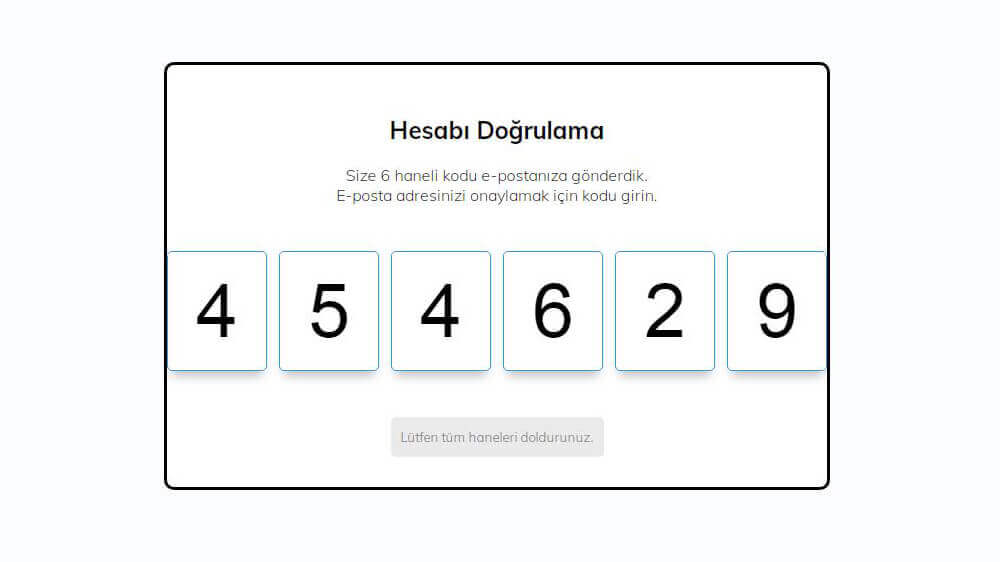 Hesabı Doğrulama
Size 6 haneli kodu e-postanıza gönderdik.
E-posta adresinizi onaylamak için kodu girin.
4 5 4 6 2 9
Lütfen tüm haneleri doldurunuz.